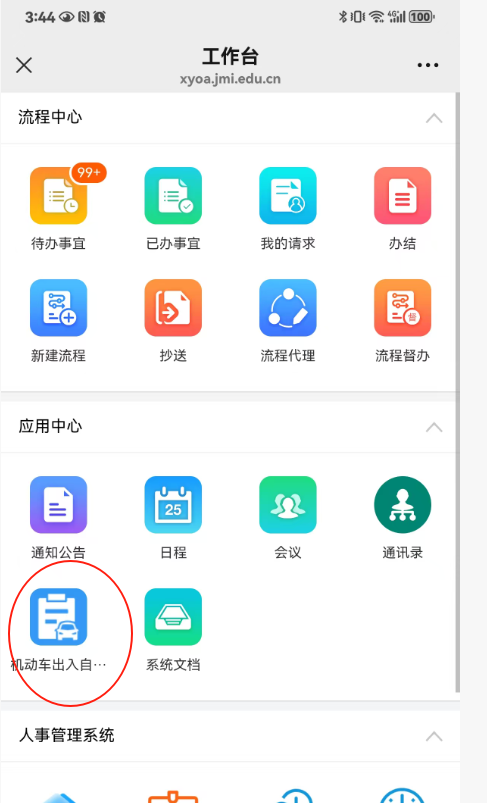 3:44
4G 100
工作台
xyoa.jmi.edu.cn
流程中心
99+
待办事宜 已办事宜 我的请求 办结
督
新建流程 抄送 流程代理 流程督办
应用中心
25
通知公告 日程 会议 通讯录
机动车出入自… 系统文档
人事管理系统